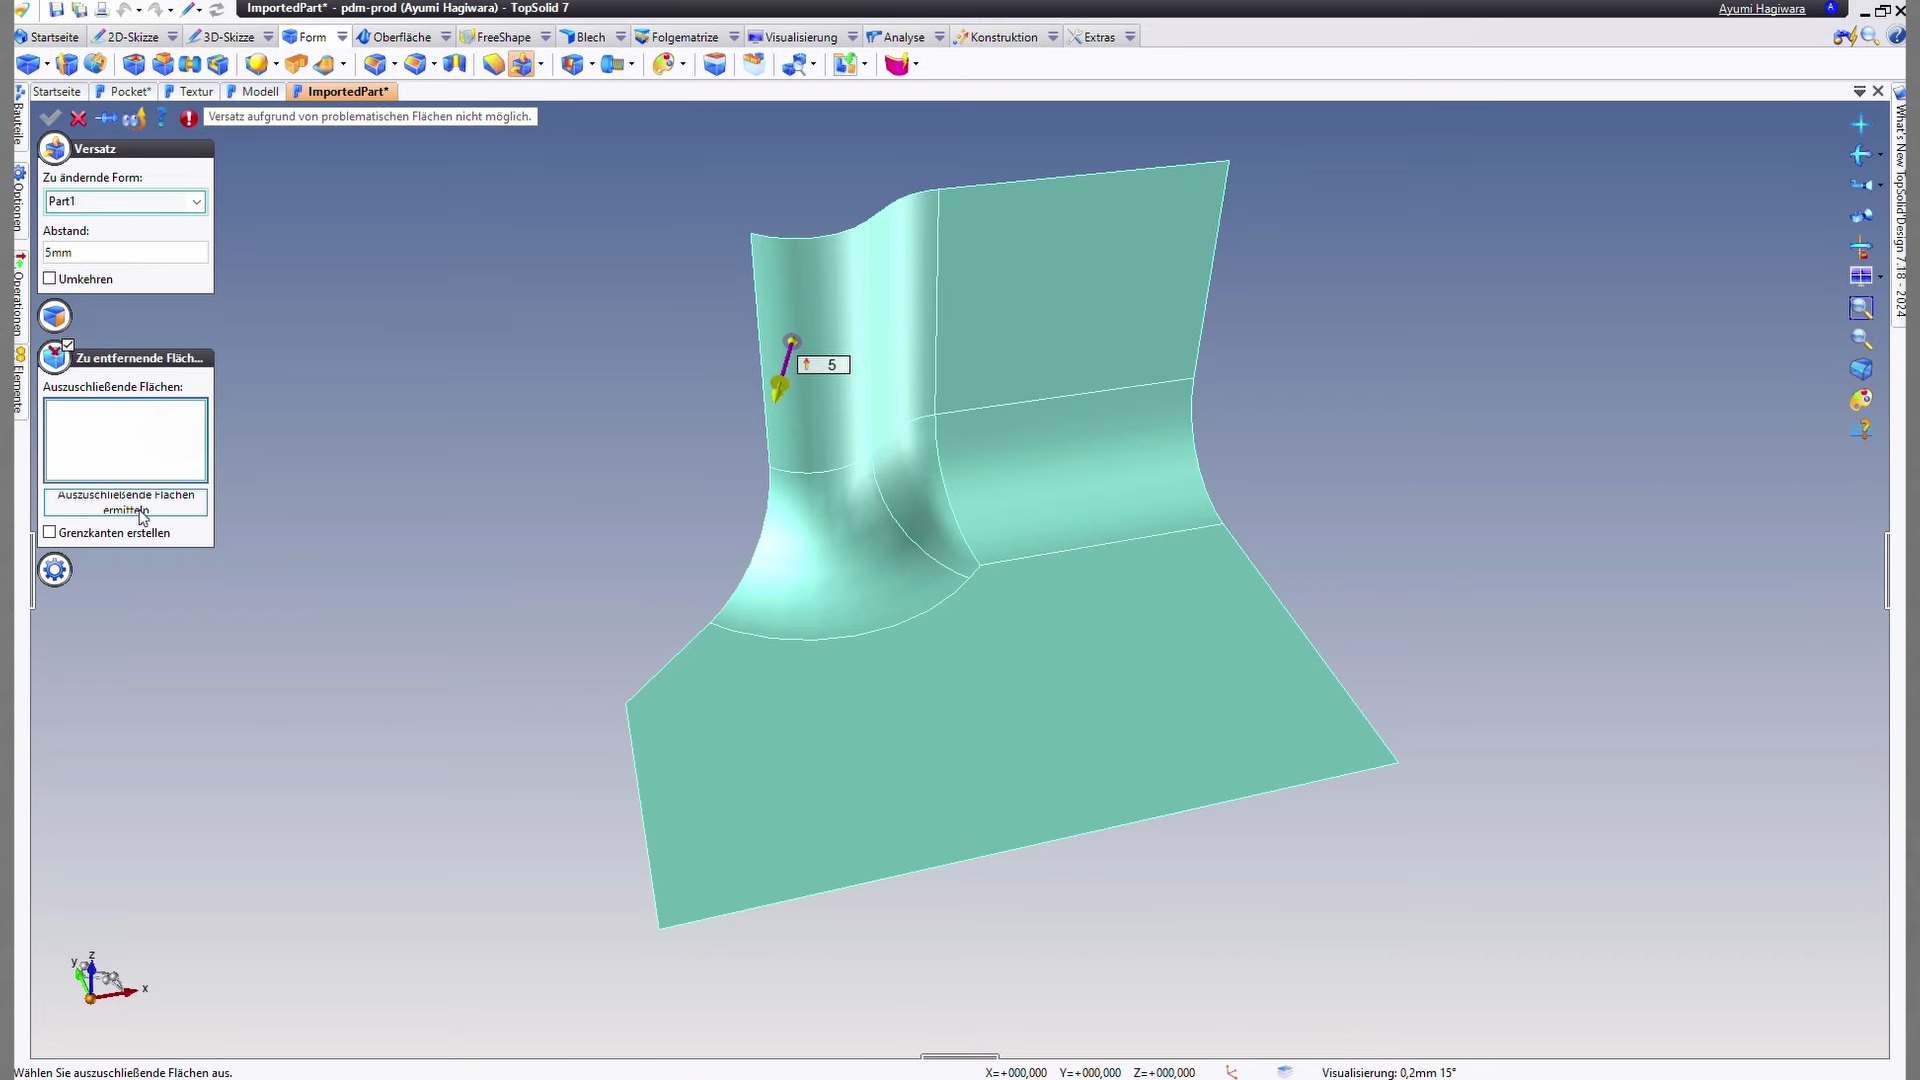 ImportedPart* - pdm-prod (Ayumi Hagiwara) - TopSolid 7
Ayumi Hagiwara
A
Startseite
2D-Skizze
3D-Skizze
Form
Oberfläche
FreeShape
Blech
Folgematrize
Visualisierung
Analyse
Konstruktion
Extras
Startseite
Pocket*
Textur
Modell
ImportedPart*
Versatz aufgrund von problematischen Flächen nicht möglich.
Bauteile
Optionen
Operationen
Elemente
Versatz
Zu ändernde Form:
Part1
Abstand:
5mm
Umkehren
Zu entfernende Fläch...
Auszuschließende Flächen:
Auszuschließende Flächen
ermitteln
Grenzkanten erstellen
5
What's New TopSolid'Design 7.18 - 2024
z
y
x
Wählen Sie auszuschließende Flächen aus.
X=+000,000 Y=+000,000 Z=+000,000
Visualisierung: 0,2mm 15°